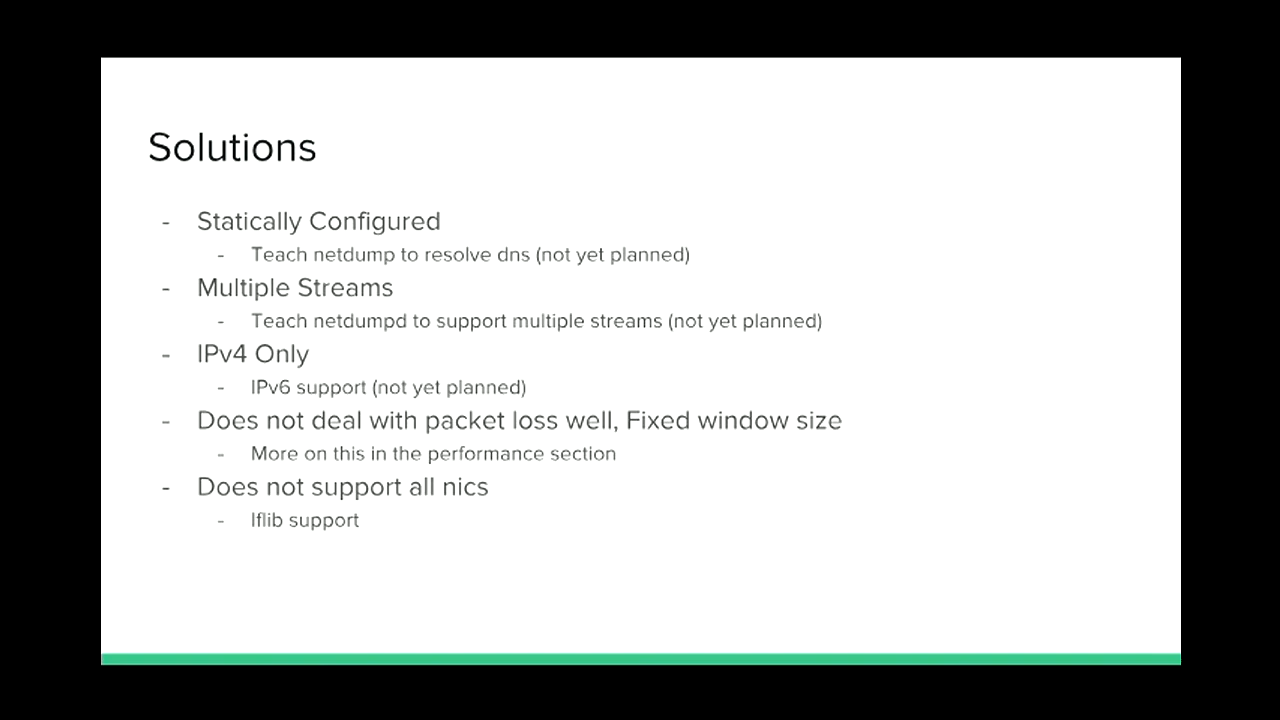 Solutions
- Statically Configured
- Teach netdump to resolve dns (not yet planned)
- Multiple Streams
- Teach netdumpd to support multiple streams (not yet planned)
- IPv4 Only
- IPv6 support (not yet planned)
- Does not deal with packet loss well, Fixed window size
- More on this in the performance section
- Does not support all nics
- Iflib support